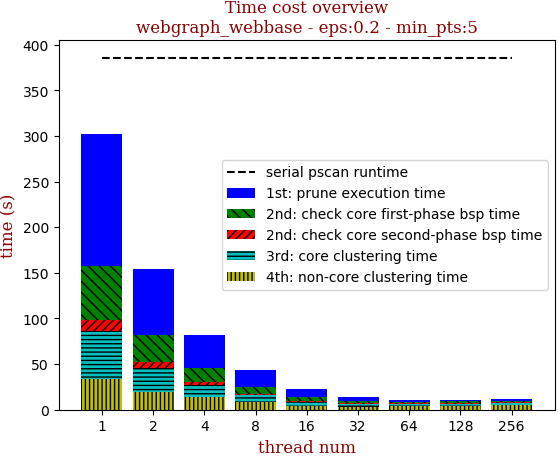 Time cost overview
webgraph_webbase - eps:0.2 - min_pts:5
time (s)
400
350
300
250
200
150
100
50
0
serial pscan runtime
1st: prune execution time
2nd: check core first-phase bsp time
2nd: check core second-phase bsp time
3rd: core clustering time
4th: non-core clustering time
1 2 4 8 16 32 64 128 256
thread num